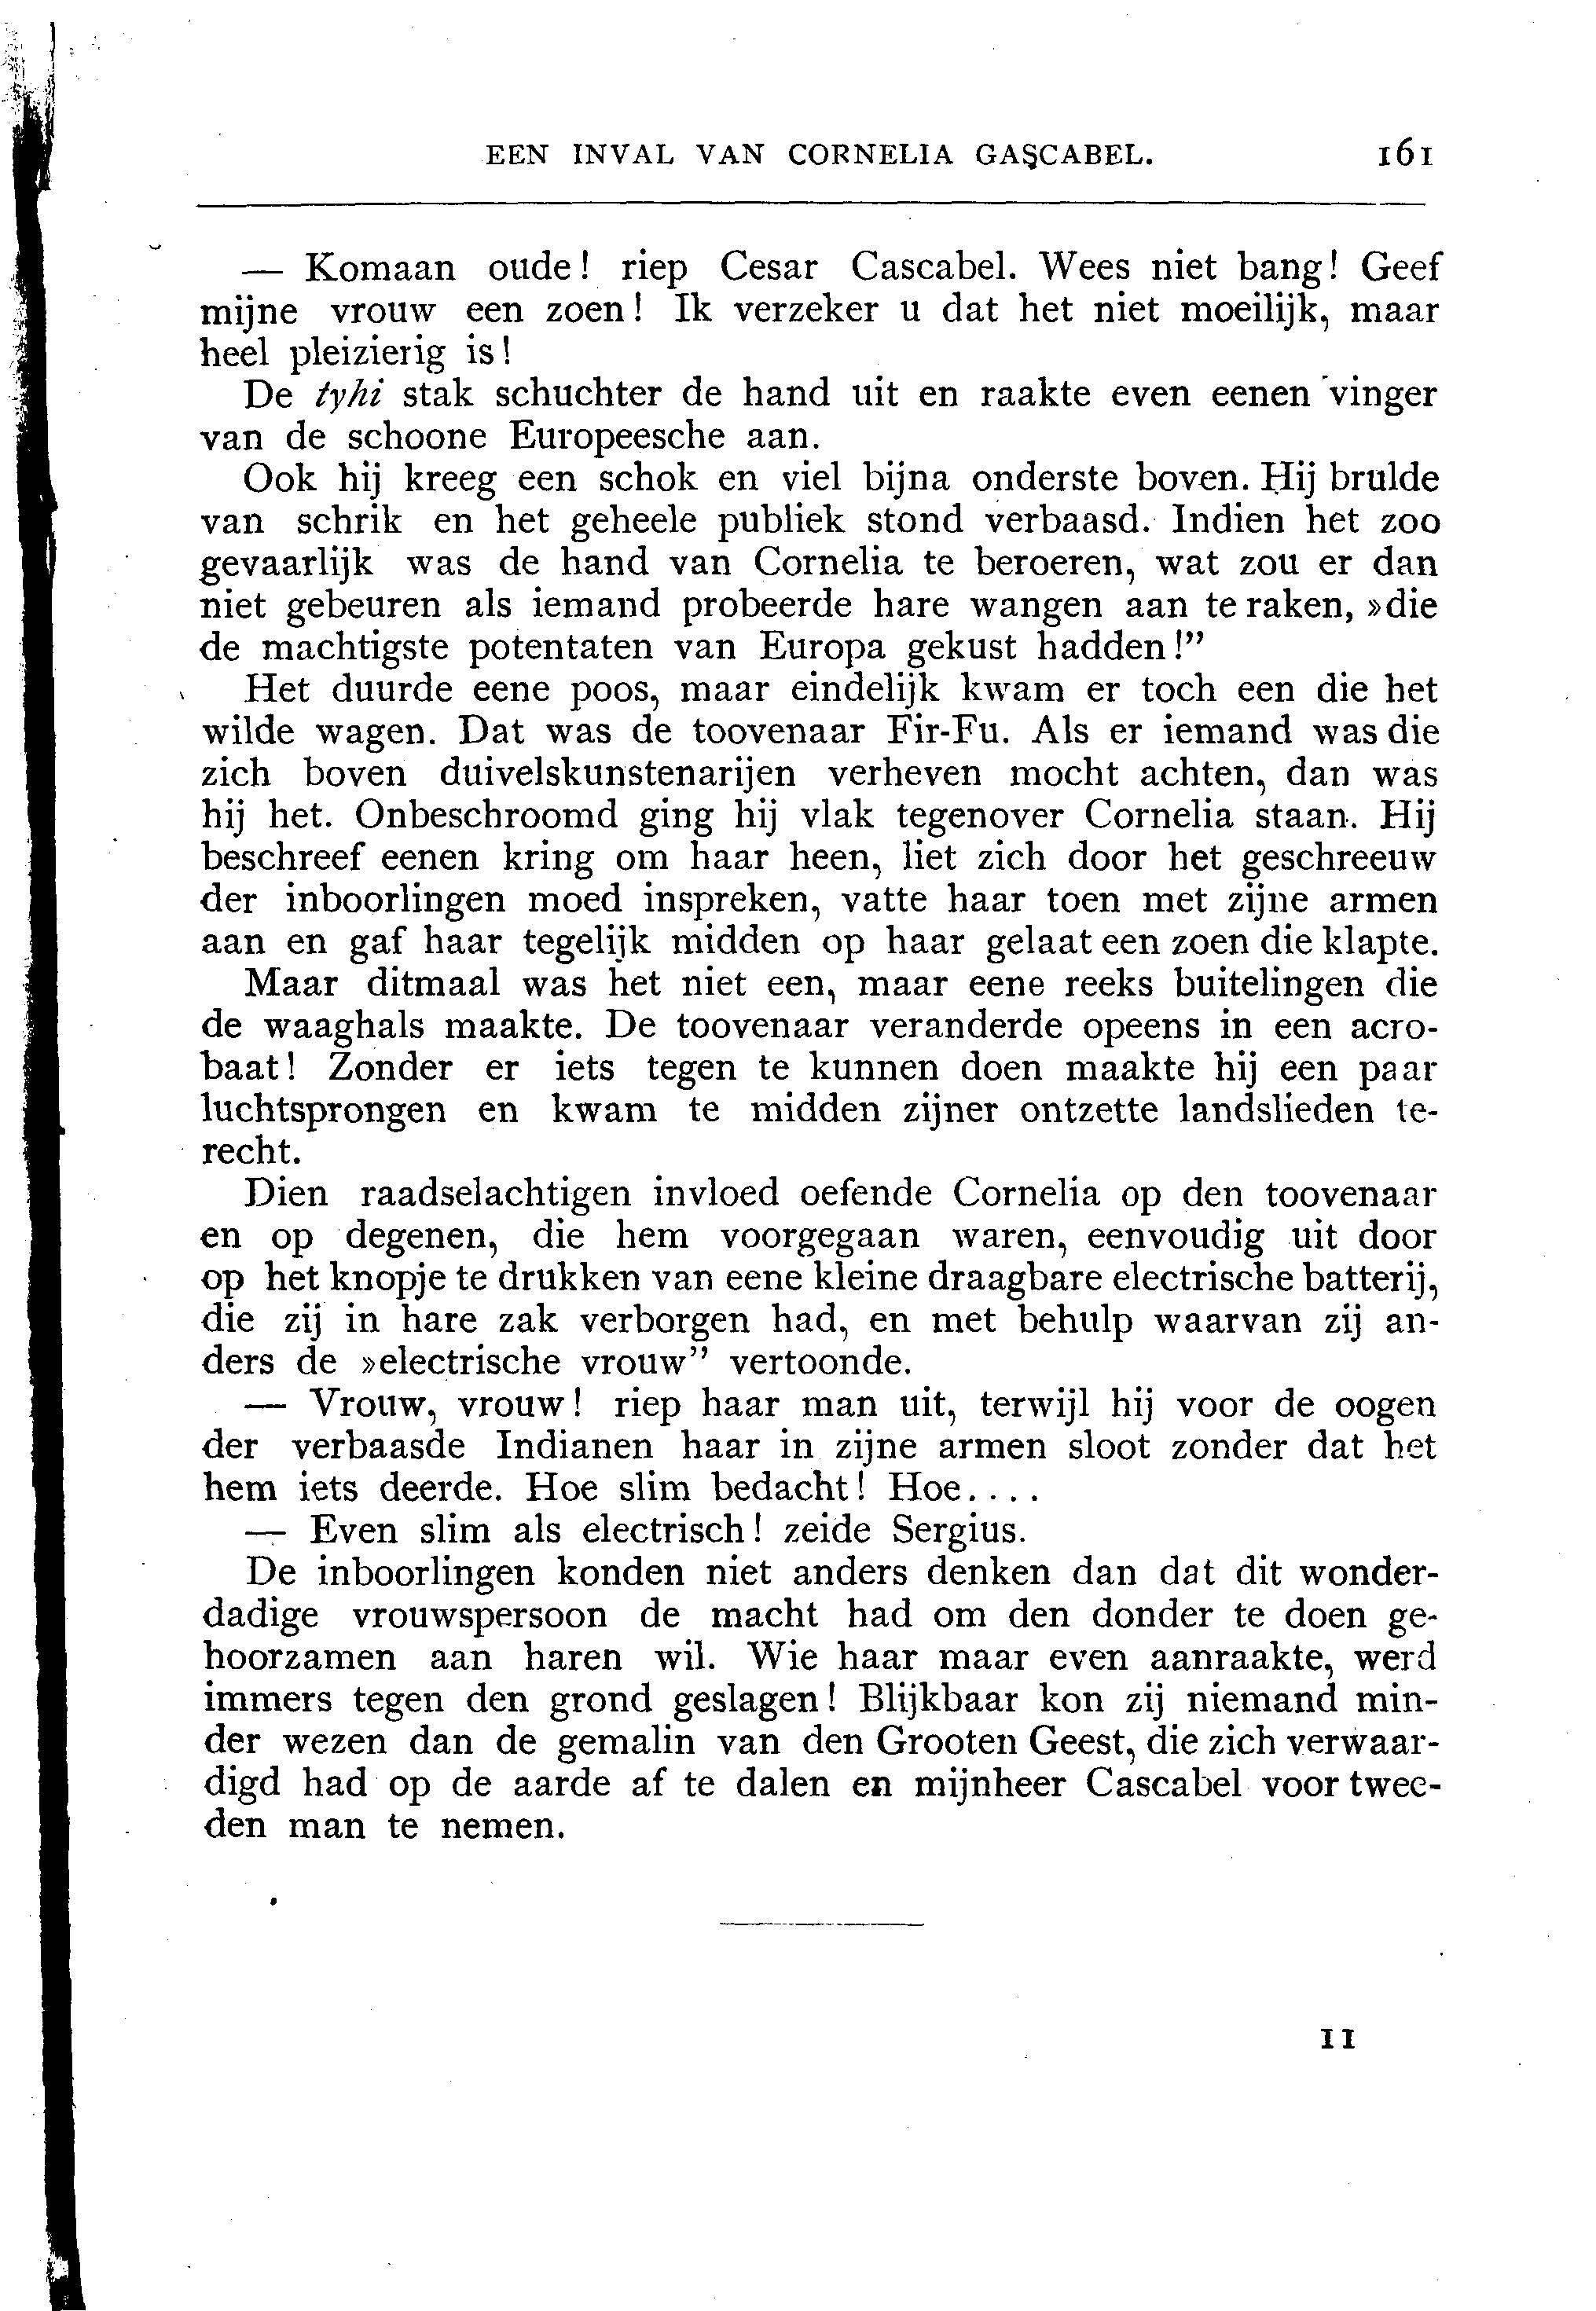 EEN INVAL VAN CORNELIA GASCABEL. 161
— Komaan oude! riep Cesar Cascabel. Wees niet bang! Geef
mijne vrouw een zoen! Ik verzeker u dat het niet moeilijk, maar
heel pleizierig is!
De tyhi stak schuchter de hand uit en raakte even eenen vinger
van de schoone Europeesche aan.
Ook hij kreeg een schok en viel bijna onderste boven. Hij brulde
van schrik en het geheele publiek stond verbaasd. Indien het zoo
gevaarlijk was de hand van Cornelia te beroeren, wat zou er dan
niet gebeuren als iemand probeerde hare wangen aan te raken, »die
de machtigste potentaten van Europa gekust hadden!”
Het duurde eene poos, maar eindelijk kwam er toch een die het
wilde wagen. Dat was de toovenaar Fir-Fu. Als er iemand was die
zich boven duivelskunstenarijen verheven mocht achten, dan was
hij het. Onbeschroomd ging hij vlak tegenover Cornelia staan. Hij
beschreef eenen kring om haar heen, liet zich door het geschreeuw
der inboorlingen moed inspreken, vatte haar toen met zijne armen
aan en gaf haar tegelijk midden op haar gelaat een zoen die klapte.
Maar ditmaal was het niet een, maar eene reeks buitelingen die
de waaghals maakte. De toovenaar veranderde opeens in een acro-
baat! Zonder er iets tegen te kunnen doen maakte hij een paar
luchtsprongen en kwam te midden zijner ontzette landslieden te-
recht.
Dien raadselachtigen invloed oefende Cornelia op den toovenaar
en op degenen, die hem voorgegaan waren, eenvoudig uit door
op het knopje te drukken van eene kleine draagbare electrische batterij,
die zij in hare zak verborgen had, en met behulp waarvan zij an-
ders de »electrische vrouw” vertoonde.
— Vrouw, vrouw! riep haar man uit, terwijl hij voor de oogen
der verbaasde Indianen haar in zijne armen sloot zonder dat het
hem iets deerde. Hoe slim bedacht! Hoe....
— Even slim als electrisch! zeide Sergius.
De inboorlingen konden niet anders denken dan dat dit wonder-
dadige vrouwspersoon de macht had om den donder te doen ge-
hoorzamen aan haren wil. Wie haar maar even aanraakte, werd
immers tegen den grond geslagen! Blijkbaar kon zij niemand min-
der wezen dan de gemalin van den Grooten Geest, die zich verwaar-
digd had op de aarde af te dalen en mijnheer Cascabel voor twee-
den man te nemen.
11